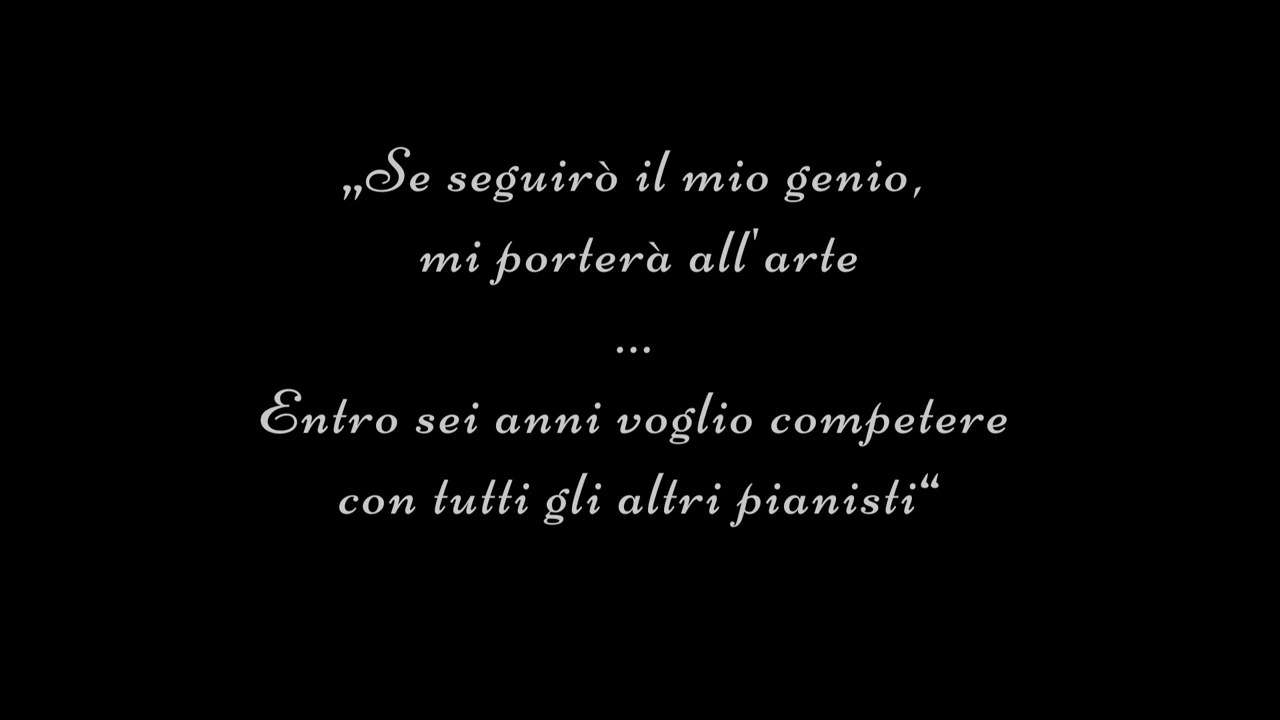 „Se seguirò il mio genio,
mi porterà all'arte
...
Entro sei anni voglio competere
con tutti gli altri pianisti“